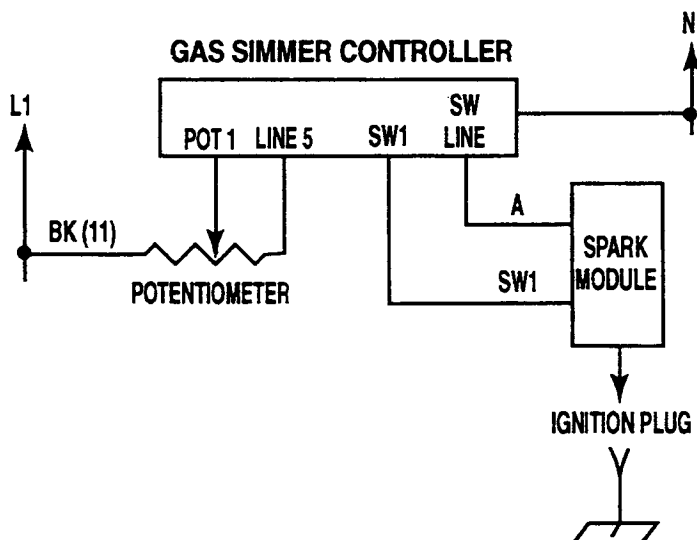 GAS SIMMER CONTROLLER
N
L1
POT 1
LINE 5
SW1
SW
LINE
BK (11)
POTENTIOMETER
A
SW1
SPARK
MODULE
IGNITION PLUG